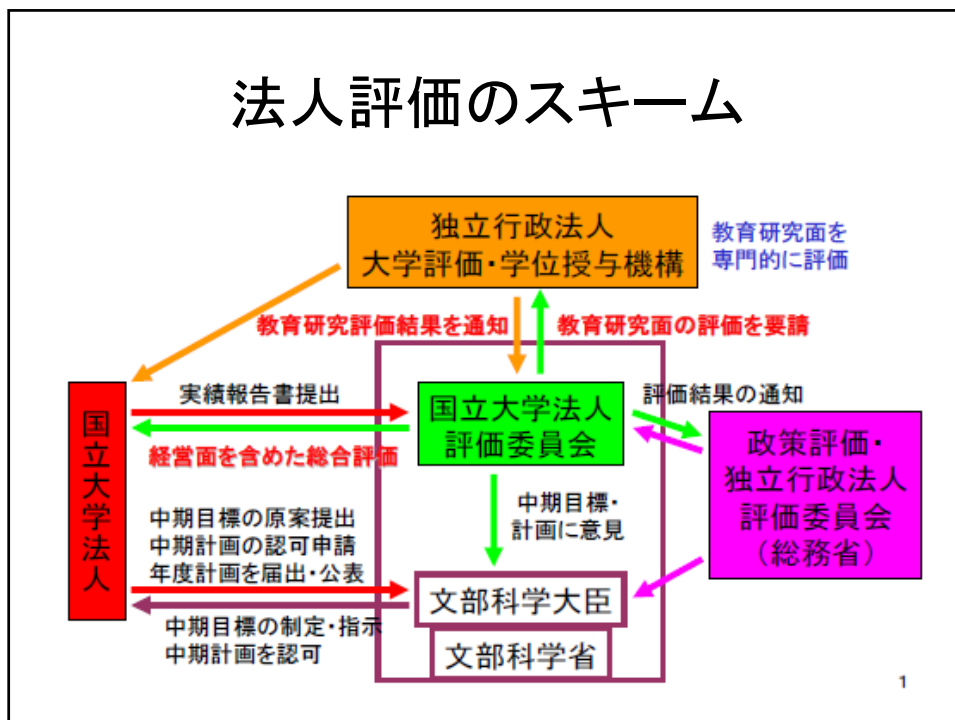 法人評価のスキーム
独立行政法人
大学評価・学位授与機構
教育研究面を
専門的に評価
教育研究評価結果を通知
教育研究面の評価を要請
実績報告書提出
国立大学法人
評価委員会
評価結果の通知
国立大学法人
経営面を含めた総合評価
政策評価・
独立行政法人
評価委員会
（総務省）
中期目標・
計画に意見
中期目標の原案提出
中期計画の認可申請
年度計画を届出・公表
文部科学大臣
中期目標の制定・指示
中期計画を認可
文部科学省
1